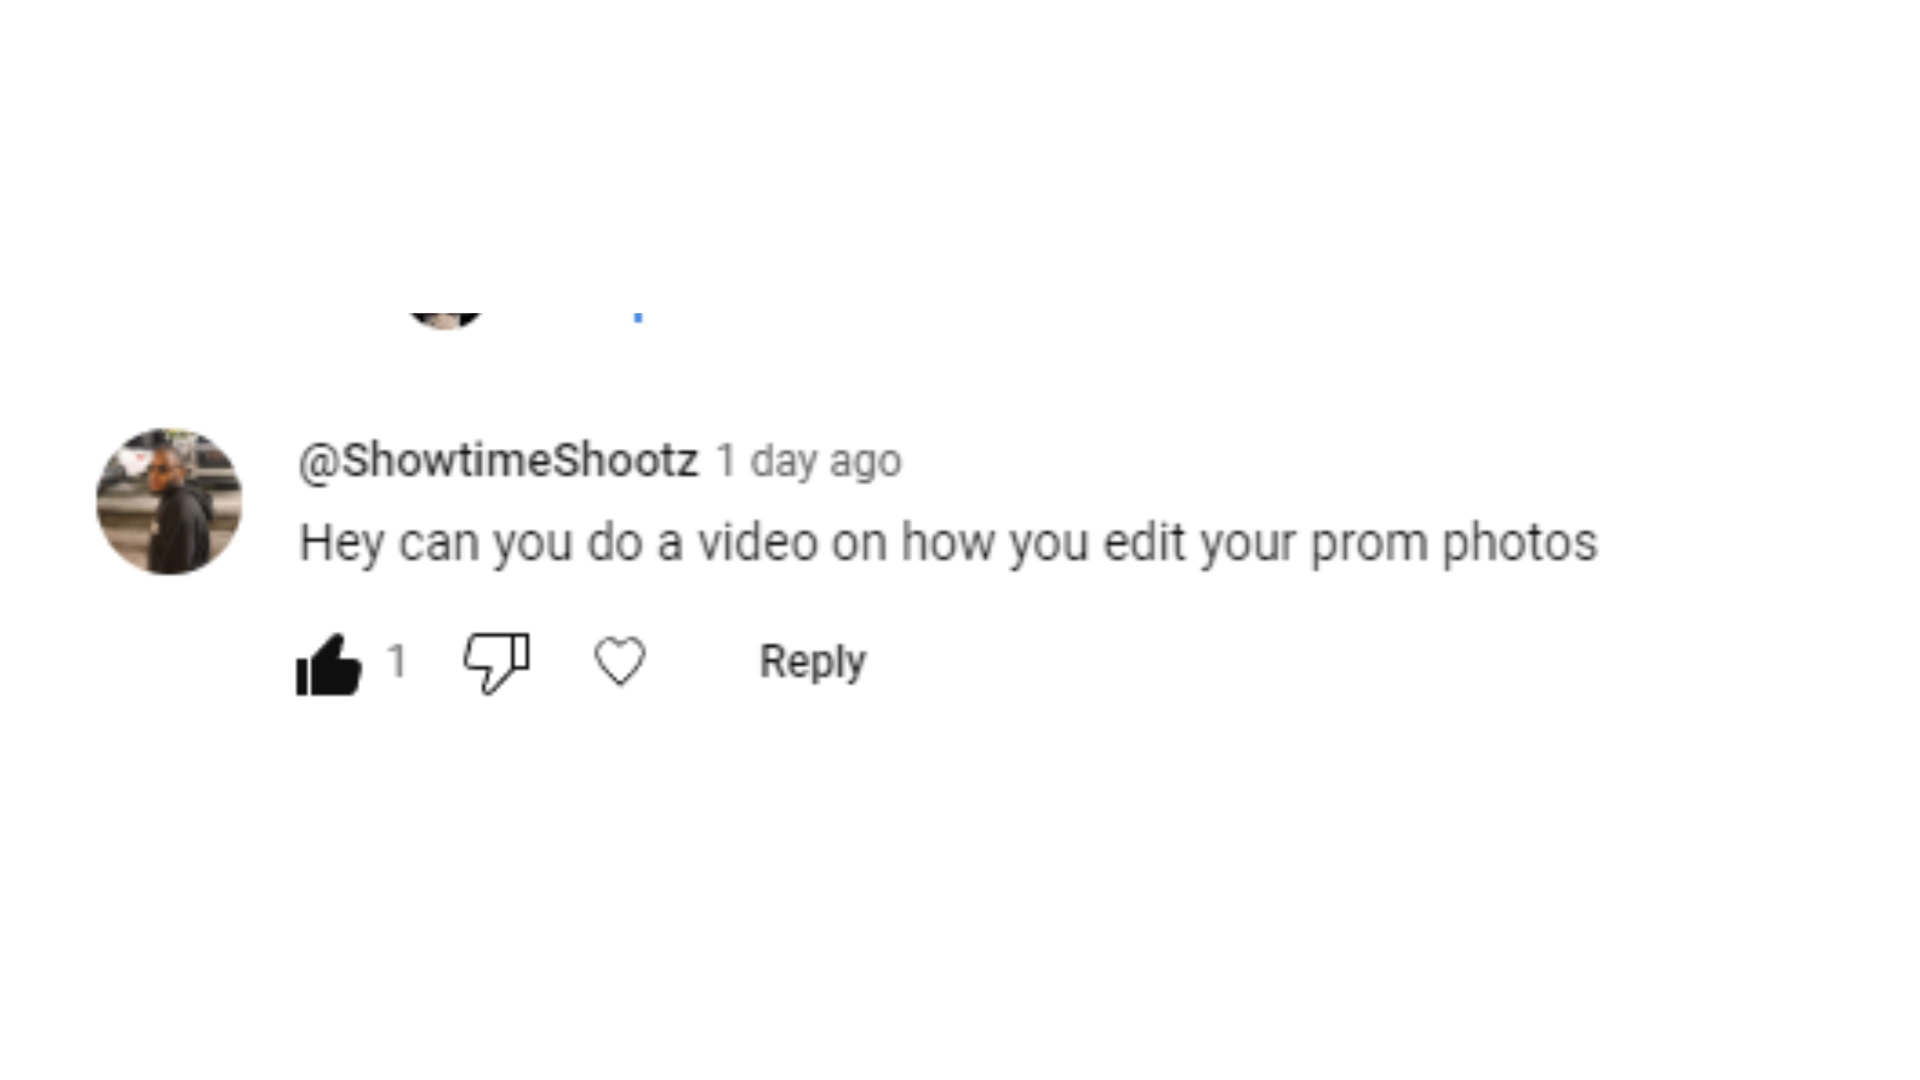 @ShowtimeShootz 1 day ago
Hey can you do a video on how you edit your prom photos
1
Reply